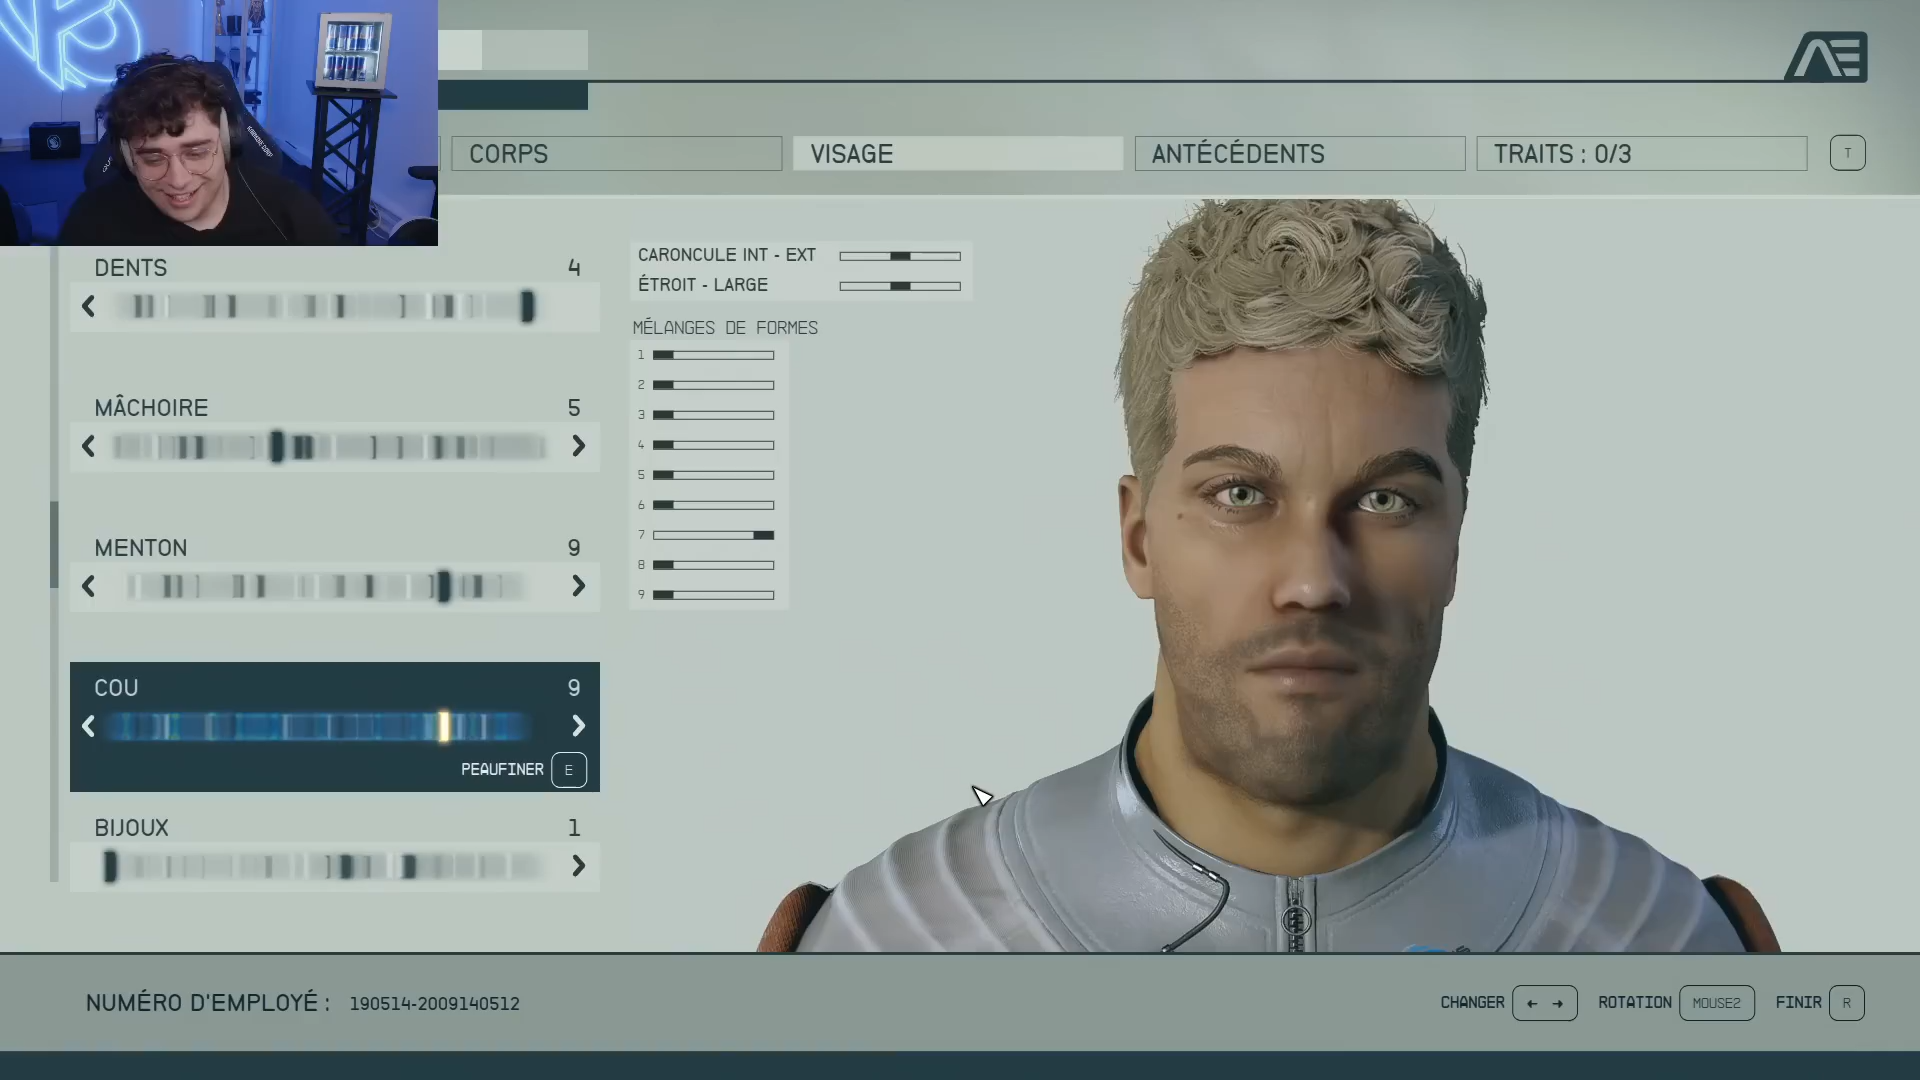 CORPS
VISAGE
ANTÉCÉDENTS
TRAITS : 0/3
T
DENTS 4
MÂCHOIRE 5
MENTON 9
COU 9
PEAUFINER E
BIJOUX 1
CARONCULE INT - EXT
ÉTROIT - LARGE
MÉLANGES DE FORMES
1
2
3
4
5
6
7
8
9
NUMÉRO D'EMPLOYÉ : 190514-2009140512
CHANGER ← →
ROTATION MOUSE2
FINIR R